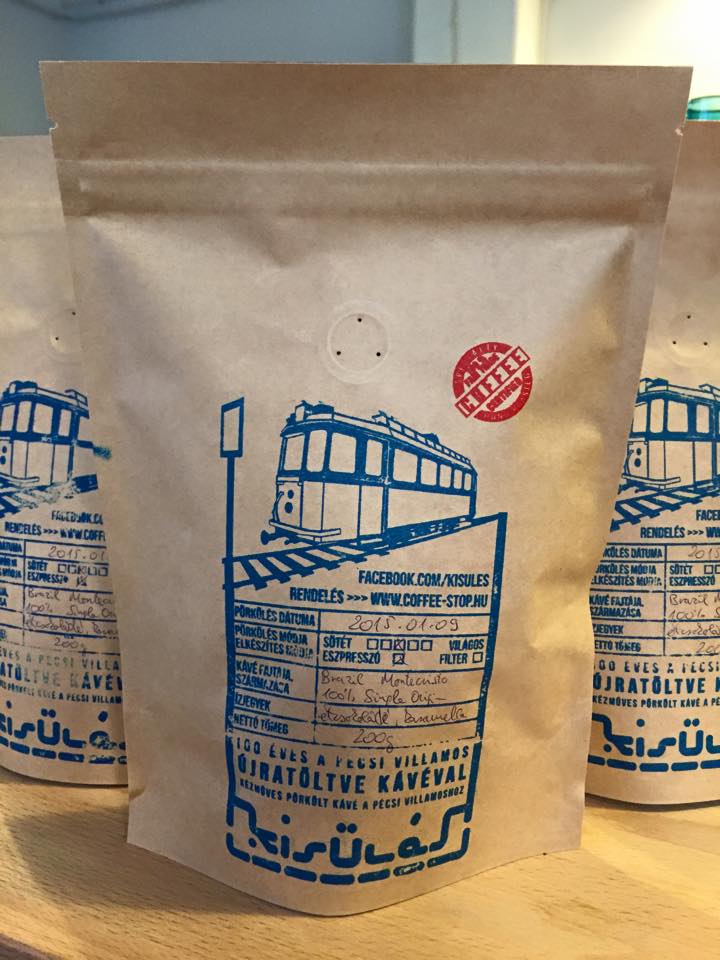 COFFEE
FACEBOOK.COM/KISULES
RENDELÉS >>> WWW.COFFEE-STOP.HU
PÖRKÖLÉS DÁTUMA 2015.01.09
PÖRKÖLÉS MÓDJA SÖTÉT VILÁGOS
ELKÉSZÍTÉS MÓDJA ESZPRESSZÓ FILTER
KÁVÉ FAJTÁJA, Brazil Montecristo
SZÁRMAZÁSA 100% Single Origin
ÍZJEGYEK étcsokoládé, karamella
NETTÓ TÖMEG 200g
100 ÉVES A PÉCSI VILLAMOS
ÚJRATÖLTVE KÁVÉVAL
KÉZMŰVES PÖRKÖLT KÁVÉ A PÉCSI VILLAMOSHOZ
kisülés